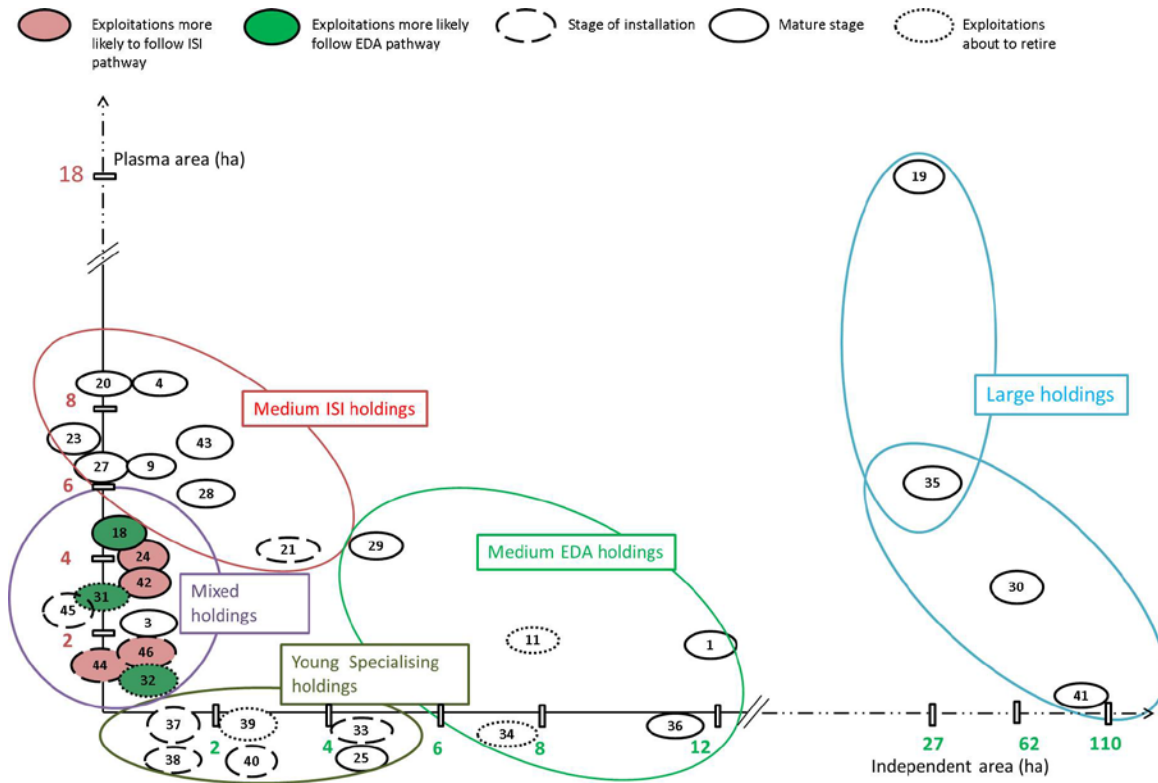 Exploitations more
likely to follow ISI
pathway
Exploitations more likely
follow EDA pathway
Stage of installation
Mature stage
Exploitations
about to retire
Plasma area (ha)
18
19
20
4
8
Medium ISI holdings
Large holdings
23
43
27
9
6
28
35
18
21
29
Medium EDA holdings
4
24
42
Mixed
holdings
31
45
30
3
2
11
1
46
44
Young Specialising
holdings
32
41
37
39
33
34
36
2
4
6
8
12
27
62
110
38
40
25
Independent area (ha)